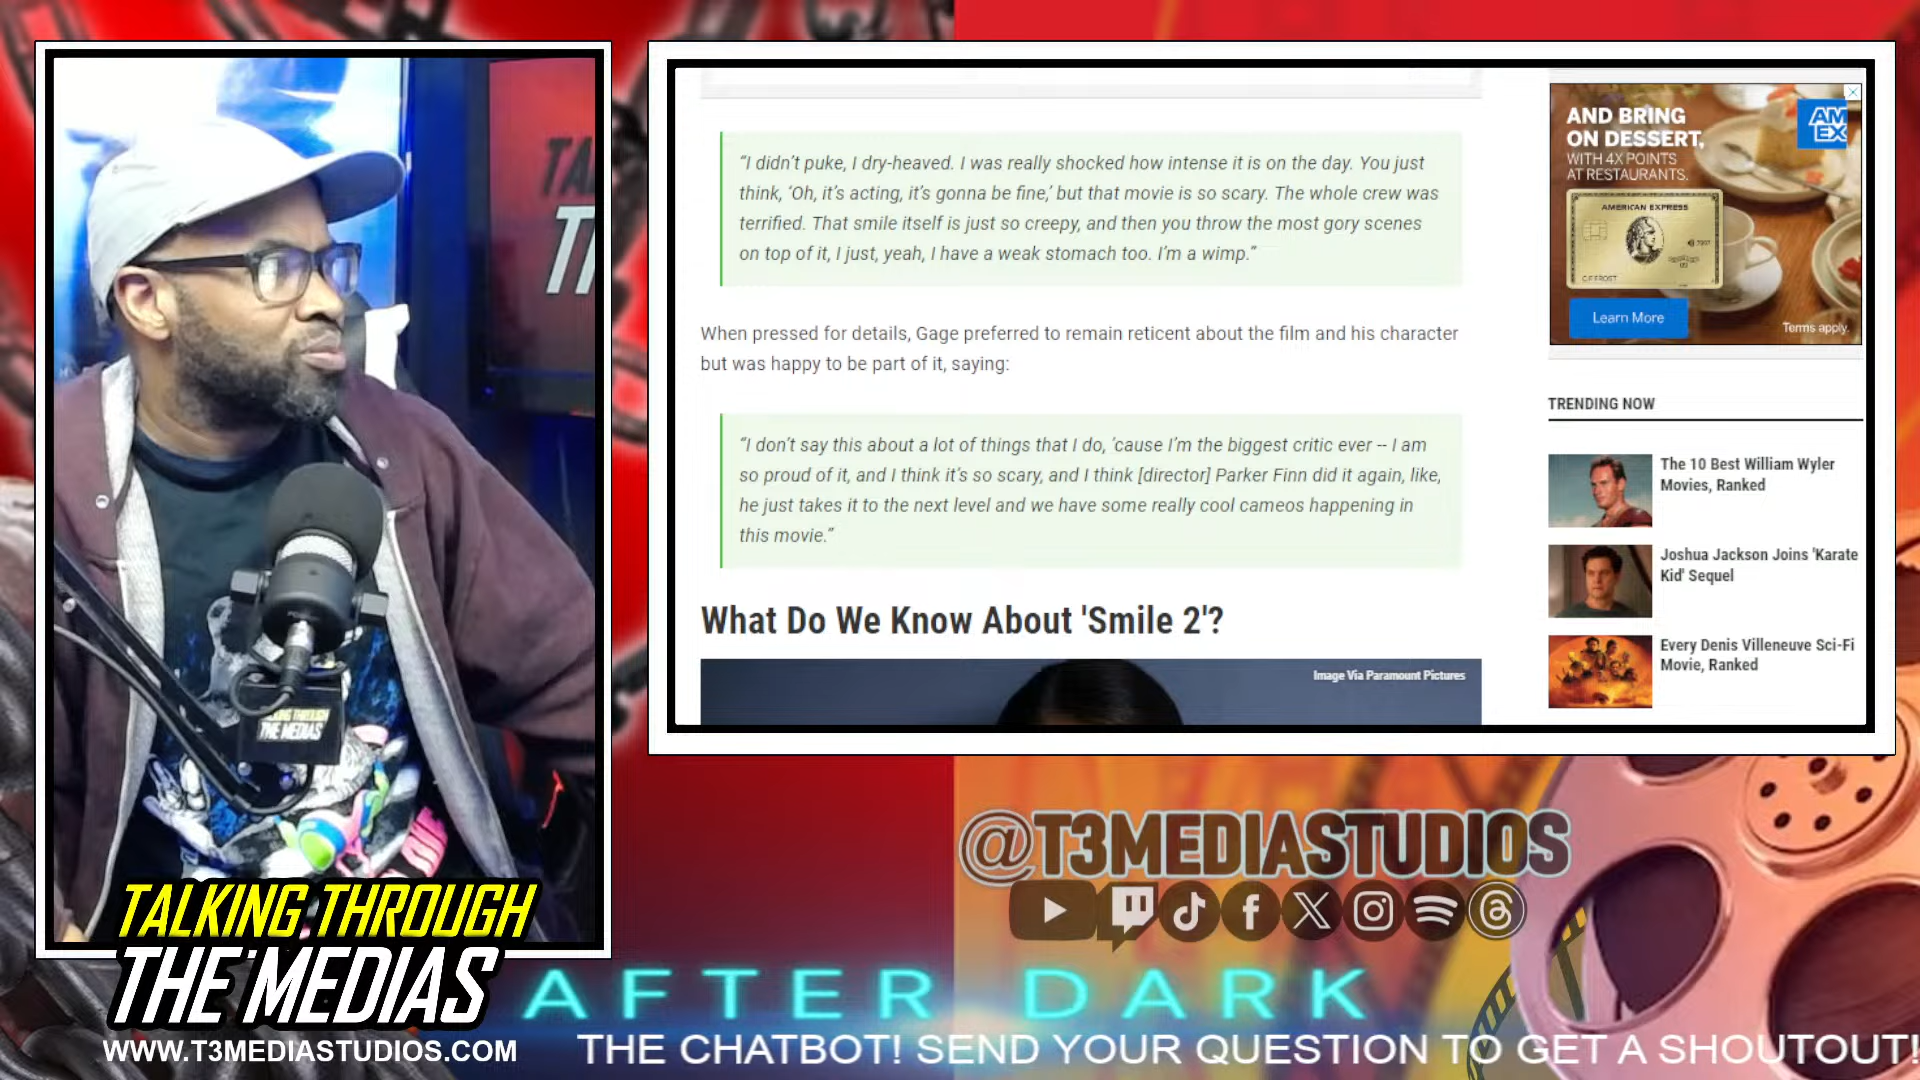 TA
T
"I didn't puke, I dry-heaved. I was really shocked how intense it is on the day. You just
think, 'Oh, it's acting, it's gonna be fine,' but that movie is so scary. The whole crew was
terrified. That smile itself is just so creepy, and then you throw the most gory scenes
on top of it, I just, yeah, I have a weak stomach too. I'm a wimp."
When pressed for details, Gage preferred to remain reticent about the film and his character
but was happy to be part of it, saying:
"I don't say this about a lot of things that I do, 'cause I'm the biggest critic ever -- I am
so proud of it, and I think it's so scary, and I think [director] Parker Finn did it again, like,
he just takes it to the next level and we have some really cool cameos happening in
this movie."
What Do We Know About 'Smile 2'?
Image Via Paramount Pictures
AND BRING
ON DESSERT,
WITH 4X POINTS
AT RESTAURANTS.
AM
EX
AMERICAN EXPRESS
C F FROST
Learn More
Terms apply.
TRENDING NOW
The 10 Best William Wyler
Movies, Ranked
Joshua Jackson Joins 'Karate
Kid' Sequel
Every Denis Villeneuve Sci-Fi
Movie, Ranked
TALKING THROUGH
THE MEDIAS
@T3MEDIASTUDIOS
TALKING THROUGH
THE MEDIAS
AFTER DARK
WWW.T3MEDIASTUDIOS.COM
THE CHATBOT! SEND YOUR QUESTION TO GET A SHOUTOUT!